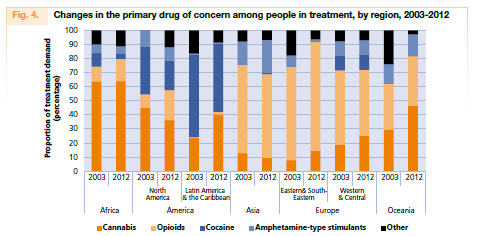 Fig. 4. Changes in the primary drug of concern among people in treatment, by region, 2003-2012
Proportion of treatment demand
(percentage)
100
90
80
70
60
50
40
30
20
10
0
2003 2012 2003 2012 2003 2012 2003 2012 2003 2012 2003 2012 2003 2012
North
America
Latin America
& the Caribbean
Eastern& South-
Eastern
Western
& Central
Africa America Asia Europe Oceania
Cannabis Opioids Cocaine Amphetamine-type stimulants Other